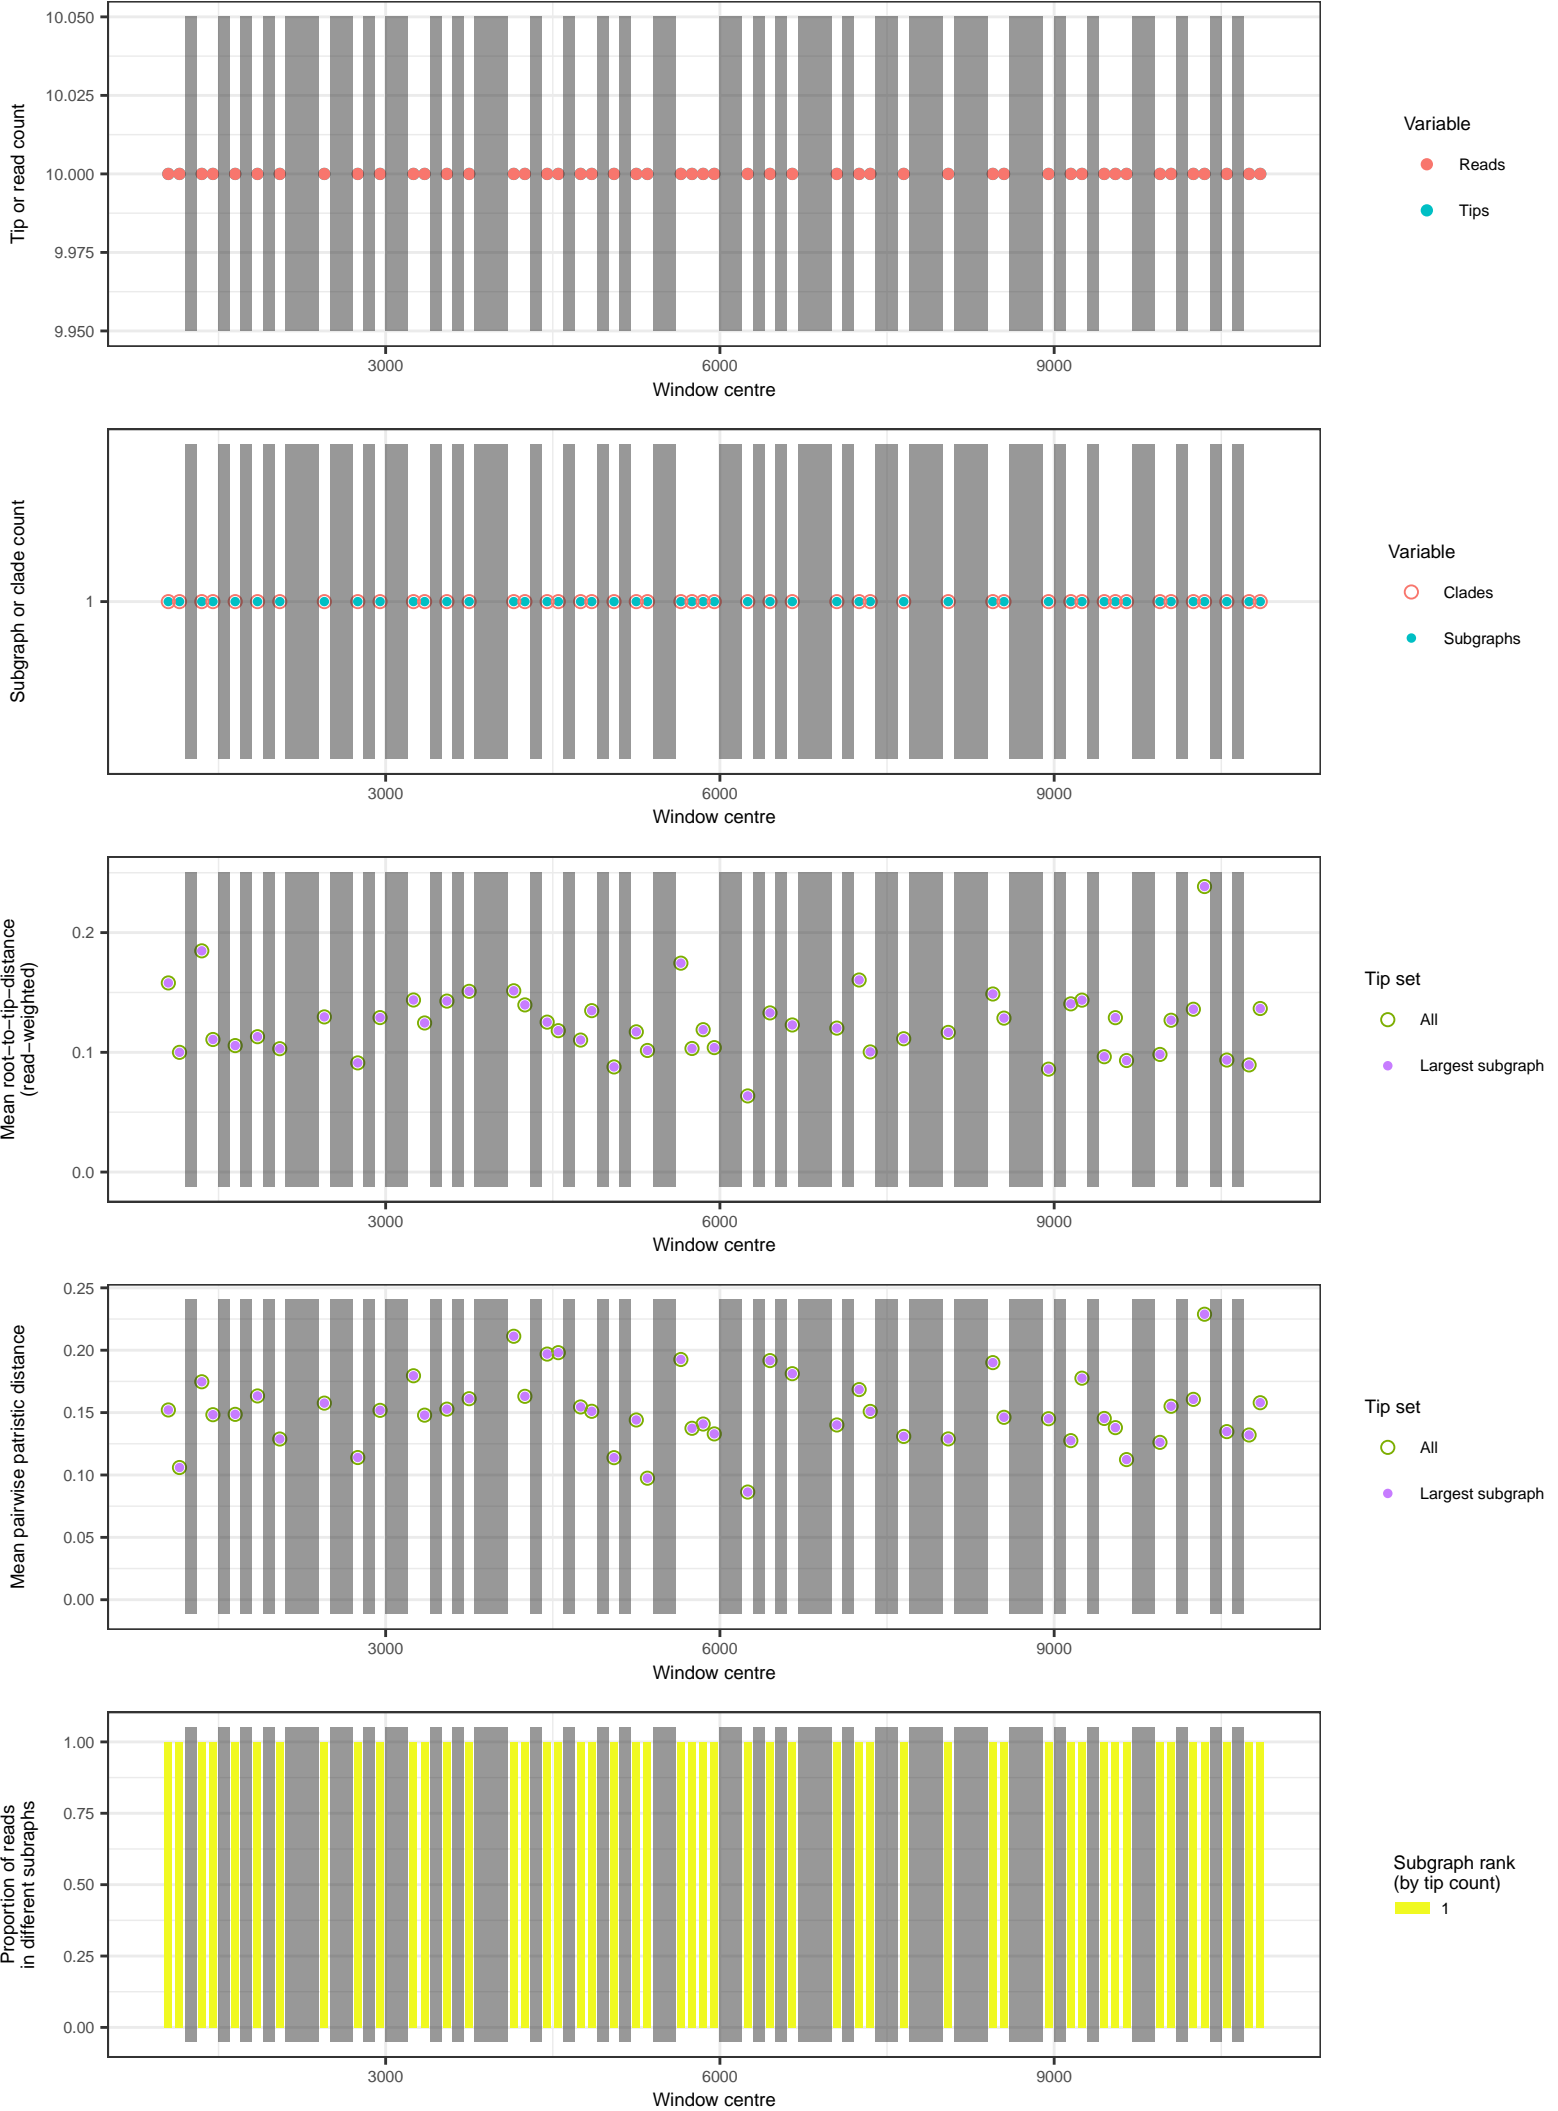 10.050
10.025
10.000
9.975
9.950
Tip or read count
3000 6000 9000
Window centre
Variable
Reads
Tips
1
Subgraph or clade count
3000 6000 9000
Window centre
Variable
Clades
Subgraphs
0.2
0.1
0.0
Mean root−to−tip−distance
(read−weighted)
3000 6000 9000
Window centre
Tip set
All
Largest subgraph
0.25
0.20
0.15
0.10
0.05
0.00
Mean pairwise patristic distance
3000 6000 9000
Window centre
Tip set
All
Largest subgraph
1.00
0.75
0.50
0.25
0.00
Proportion of reads
in different subraphs
3000 6000 9000
Window centre
Subgraph rank
(by tip count)
1